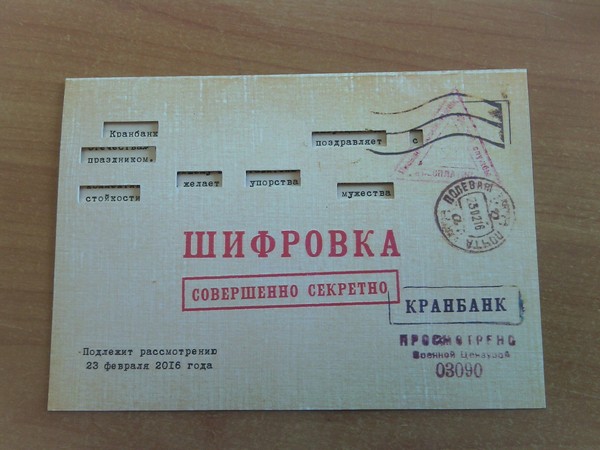 Кранбанк поздравляет с
праздником.
желает упорства
стойкости мужества
ШИФРОВКА
СОВЕРШЕННО СЕКРЕТНО
КРАНБАНК
ПРОСМОТРЕНО
Военной Цензурой
03090
Подлежит рассмотрению
23 февраля 2016 года
ПОЛЕВАЯ
ПОЧТА